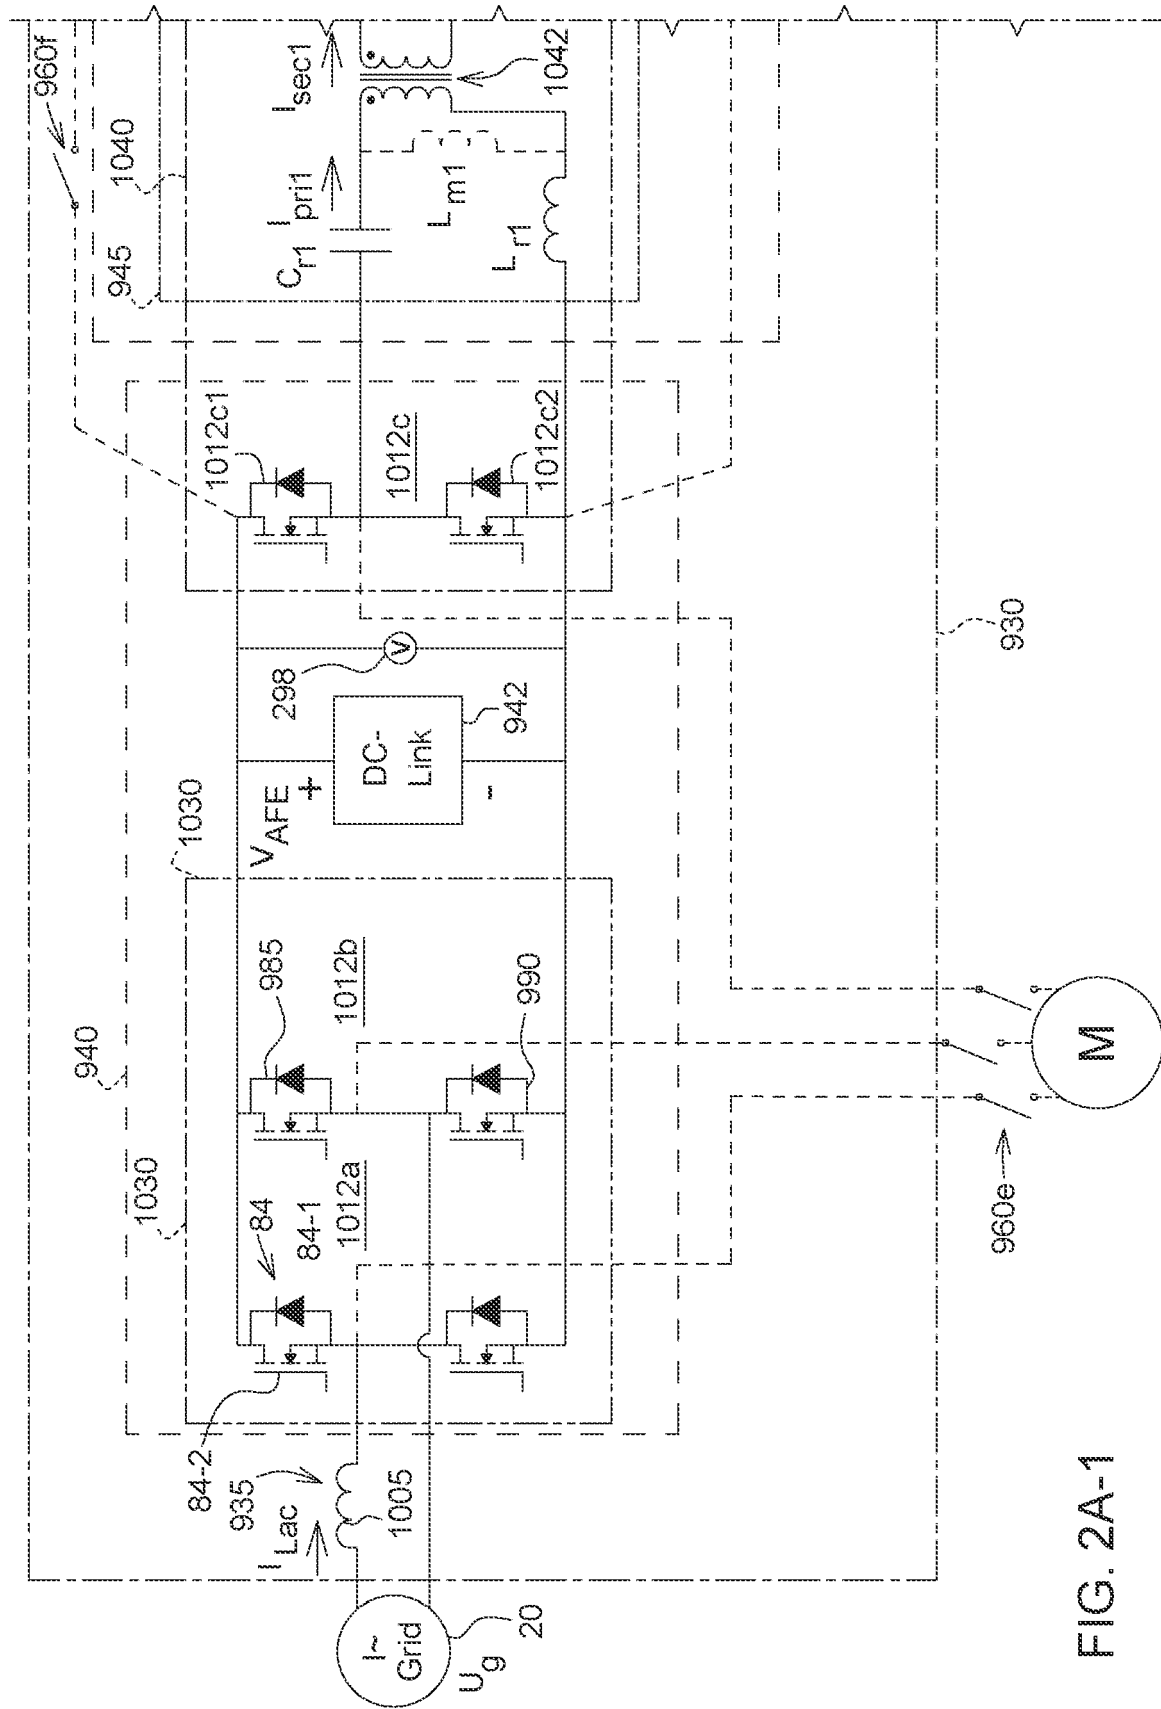 960f
1040
945
I sec1
1042
I pri1
C r1
L m1
L r1
1012c1
1012c
1012c2
930
298
V
DC-
Link
942
V AFE
+
-
1030
940
985
1012b
990
1030
84
84-1
1012a
84-2
935
1005
I Lac
I~
Grid
20
U g
M
960e
FIG. 2A-1